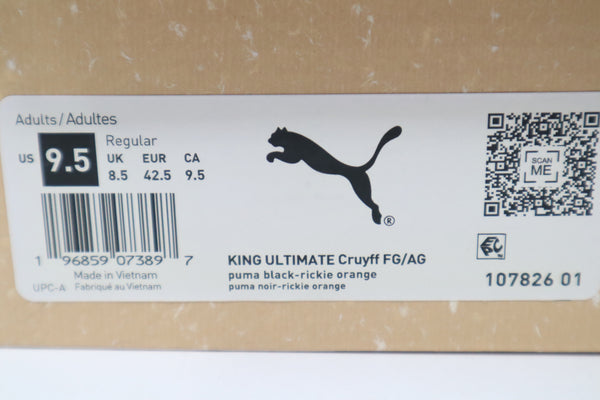 Adults/Adultes
Regular
US 9.5 UK EUR CA
8.5 42.5 9.5
®
SCAN
ME
1 96859 07389 7
Made in Vietnam
UPC-A Fabriqué au Vietnam
KING ULTIMATE Cruyff FG/AG
puma black-rickie orange
puma noir-rickie orange
107826 01